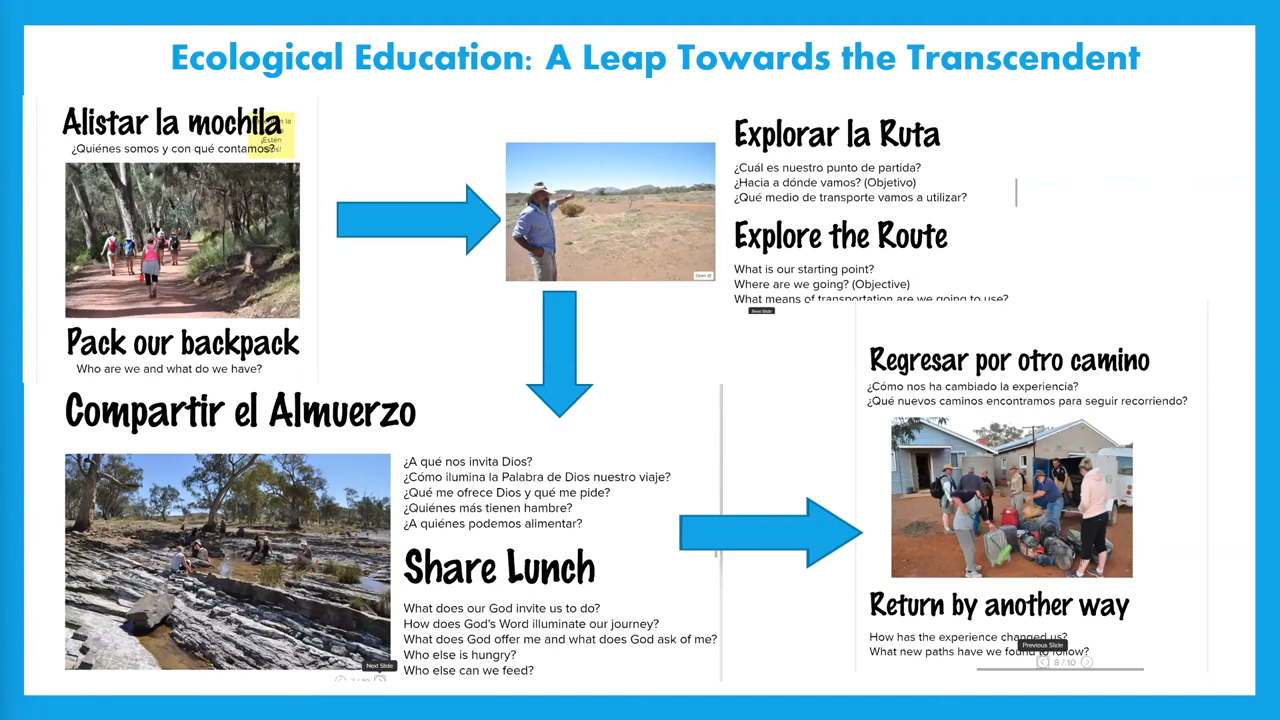 Ecological Education: A Leap Towards the Transcendent
Alistar la mochila
¿Quiénes somos y con qué contamos?
Pack our backpack
Who are we and what do we have?
Open
Explorar la Ruta
¿Cuál es nuestro punto de partida?
¿Hacia a dónde vamos? (Objetivo)
¿Qué medio de transporte vamos a utilizar?
Explore the Route
What is our starting point?
Where are we going? (Objective)
What means of transportation are we going to use?
Next Slide
Compartir el Almuerzo
¿A qué nos invita Dios?
¿Cómo ilumina la Palabra de Dios nuestro viaje?
¿Qué me ofrece Dios y qué me pide?
¿Quiénes más tienen hambre?
¿A quiénes podemos alimentar?
Share Lunch
What does our God invite us to do?
How does God's Word illuminate our journey?
What does God offer me and what does God ask of me?
Who else is hungry?
Who else can we feed?
Next Slide
Regresar por otro camino
¿Cómo nos ha cambiado la experiencia?
¿Qué nuevos caminos encontramos para seguir recorriendo?
Return by another way
How has the experience changed us?
What new paths have we found to follow?
Previous Slide
8 / 10